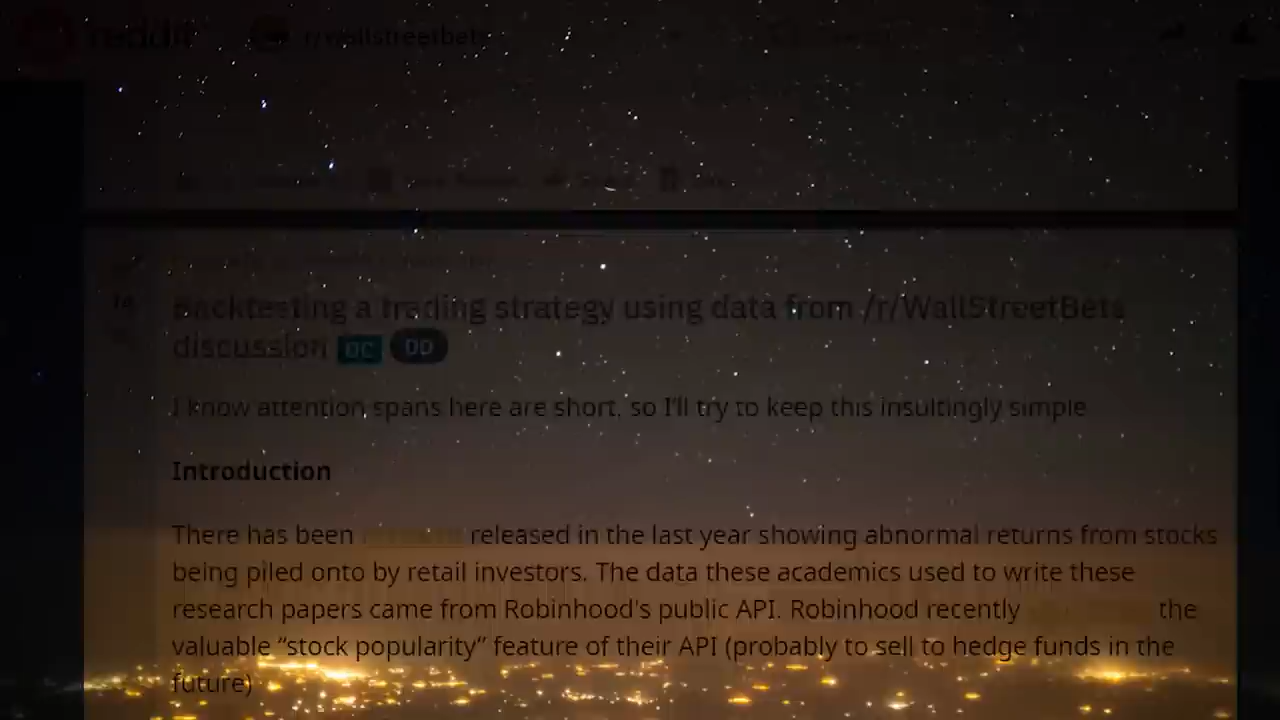 reddit r/wallstreetbets
Share
14
Backtesting a trading strategy using data from /r/WallStreetBets
discussion DC DD
I know attention spans here are short, so I'll try to keep this insultingly simple
Introduction
There has been released in the last year showing abnormal returns from stocks
being piled onto by retail investors. The data these academics used to write these
research papers came from Robinhood's public API. Robinhood recently the
valuable “stock popularity” feature of their API (probably to sell to hedge funds in the
future)